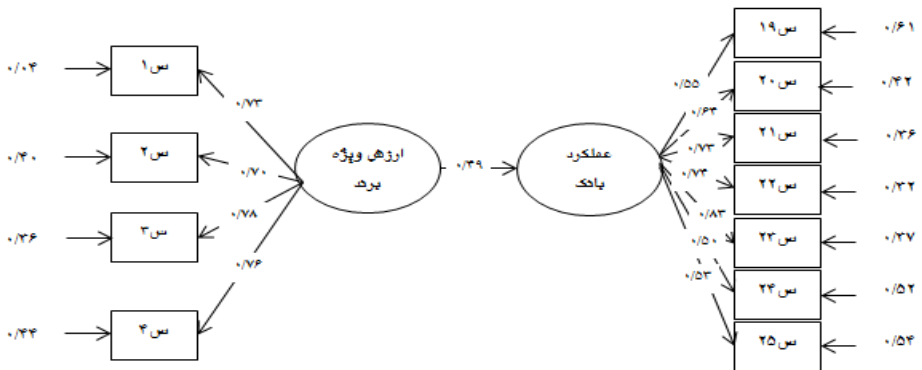 س۱
۰/۰۴
س۲
۰/۴۰
س۳
۰/۳۶
س۴
۰/۴۴
۰/۷۳
۰/۷۰
۰/۷۸
۰/۷۶
ارزش ویژه
برند
۰/۴۹
عملکرد
بانک
۰/۵۵
۰/۶۴
۰/۷۳
۰/۷۴
۰/۸۳
۰/۵۰
۰/۵۳
س۱۹
۰/۶۱
س۲۰
۰/۴۲
س۲۱
۰/۳۶
س۲۲
۰/۳۲
س۲۳
۰/۳۷
س۲۴
۰/۵۲
س۲۵
۰/۵۴